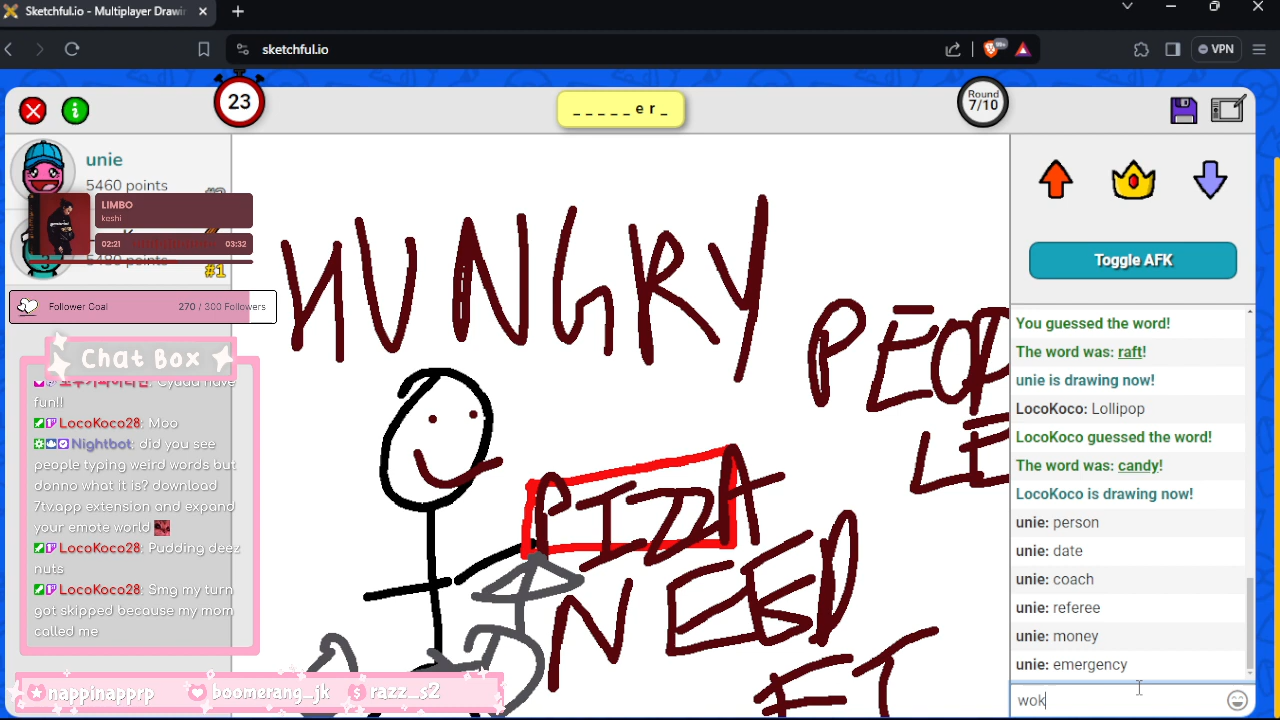 Sketchful.io - Multiplayer Drawin
sketchful.io
VPN
23
_ _ _ _ _ e r _
Round
7/10
unie
5460 points
LIMBO
keshi
02:21
03:32
#1
Follower Goal
270 / 300 Followers
Chat Box
fun!!
LocoKoco28: Moo
Nightbot: did you see
people typing weird words but
donno what it is? download
7tv.app extension and expand
your emote world
LocoKoco28: Pudding deez
nuts
LocoKoco28: Smg my turn
got skipped because my mom
called me
nappinapprp
boomerang_jk
razz_s2
HUNGRY
PEOP
LE
PIZZA
NEED
ET
Toggle AFK
You guessed the word!
The word was: raft!
unie is drawing now!
LocoKoco: Lollipop
LocoKoco guessed the word!
The word was: candy!
LocoKoco is drawing now!
unie: person
unie: date
unie: coach
unie: referee
unie: money
unie: emergency
wok